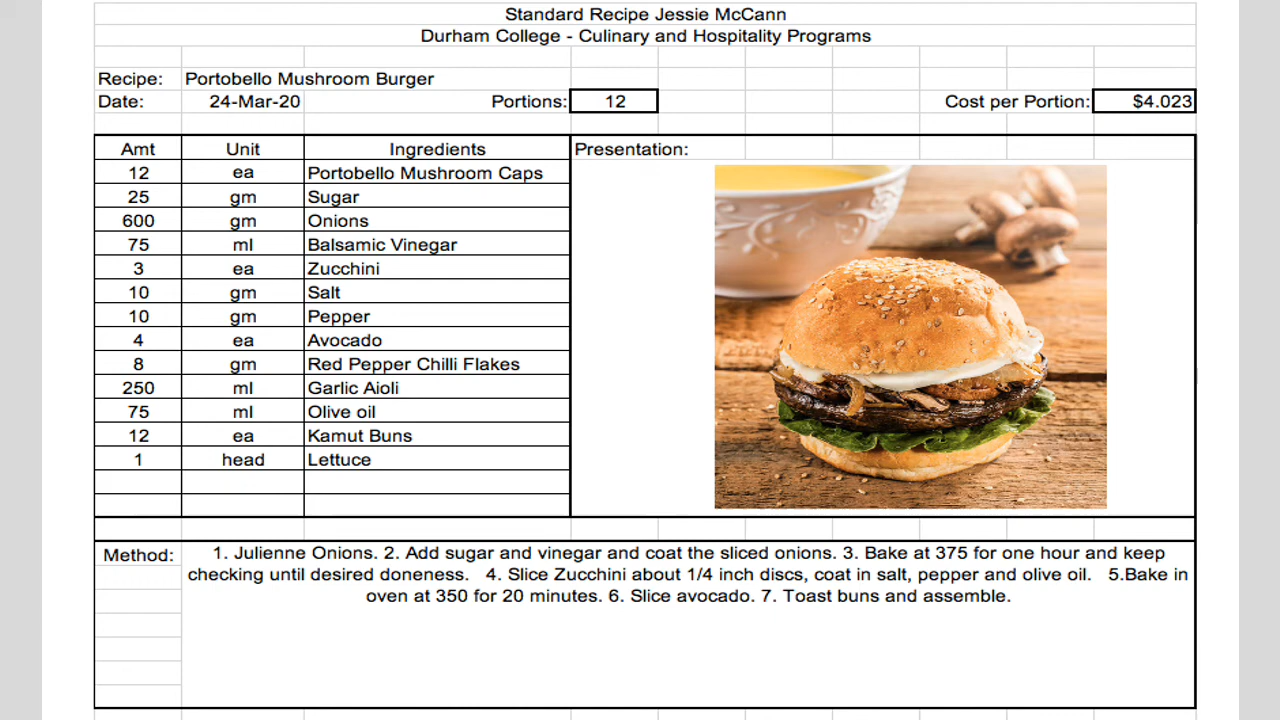 Standard Recipe Jessie McCann
Durham College - Culinary and Hospitality Programs
Recipe: Portobello Mushroom Burger
Date: 24-Mar-20 Portions: 12 Cost per Portion: $4.023
Amt Unit Ingredients Presentation:
12 ea Portobello Mushroom Caps
25 gm Sugar
600 gm Onions
75 ml Balsamic Vinegar
3 ea Zucchini
10 gm Salt
10 gm Pepper
4 ea Avocado
8 gm Red Pepper Chilli Flakes
250 ml Garlic Aioli
75 ml Olive oil
12 ea Kamut Buns
1 head Lettuce
Method: 1. Julienne Onions. 2. Add sugar and vinegar and coat the sliced onions. 3. Bake at 375 for one hour and keep
checking until desired doneness. 4. Slice Zucchini about 1/4 inch discs, coat in salt, pepper and olive oil. 5.Bake in
oven at 350 for 20 minutes. 6. Slice avocado. 7. Toast buns and assemble.